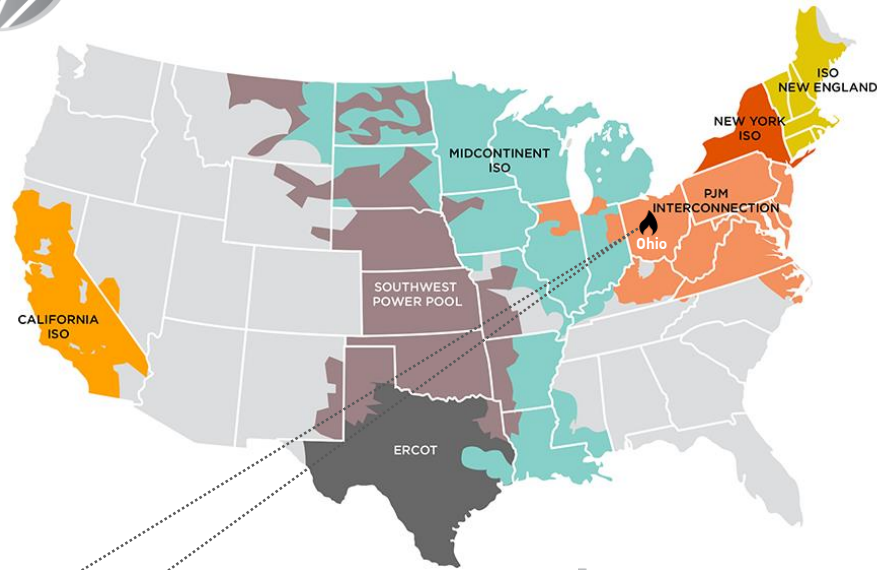 ISO
NEW ENGLAND
NEW YORK
ISO
MIDCONTINENT
ISO
PJM
INTERCONNECTION
Ohio
SOUTHWEST
POWER POOL
CALIFORNIA
ISO
ERCOT